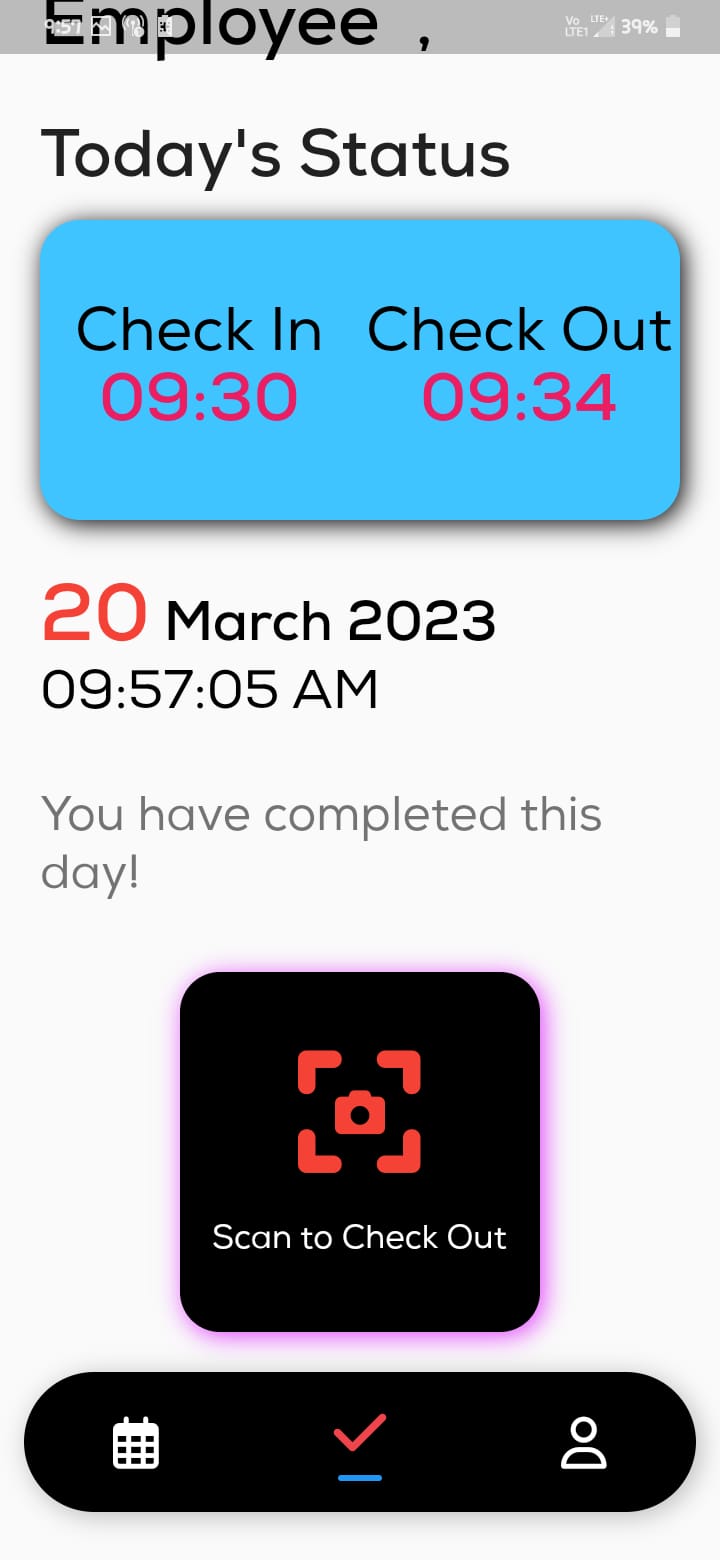 Employee ,
9:57 Vo LTE1 LTE+ 39%
Today's Status
Check In Check Out
09:30 09:34
20 March 2023
09:57:05 AM
You have completed this
day!
Scan to Check Out